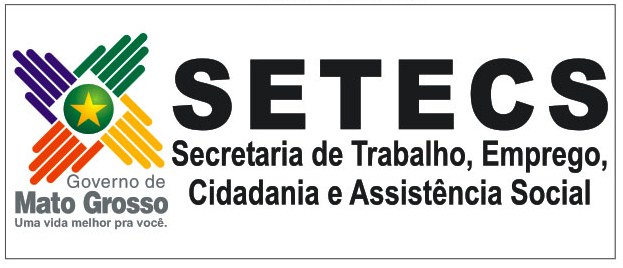 SETECS
Secretaria de Trabalho, Emprego,
Cidadania e Assistência Social
Governo de
Mato Grosso
Uma vida melhor pra você.